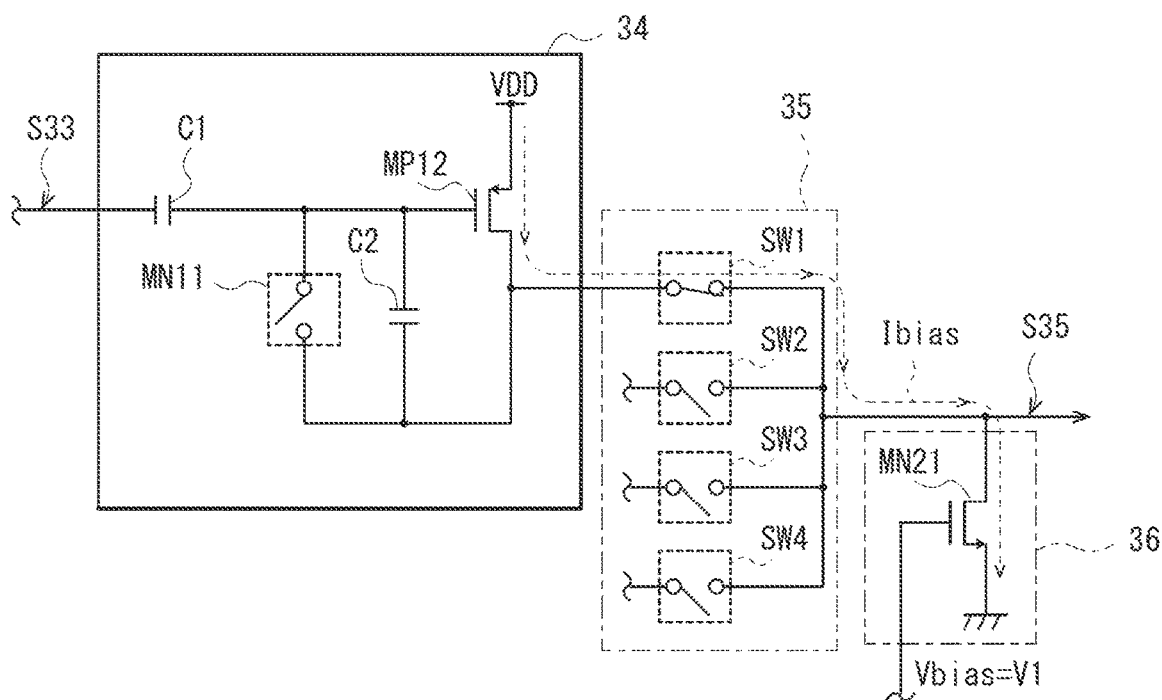 34
VDD
35
S33
C1
MP12
SW1
C2
MN11
Ibias
S35
SW2
SW3
MN21
SW4
36
Vbias=V1